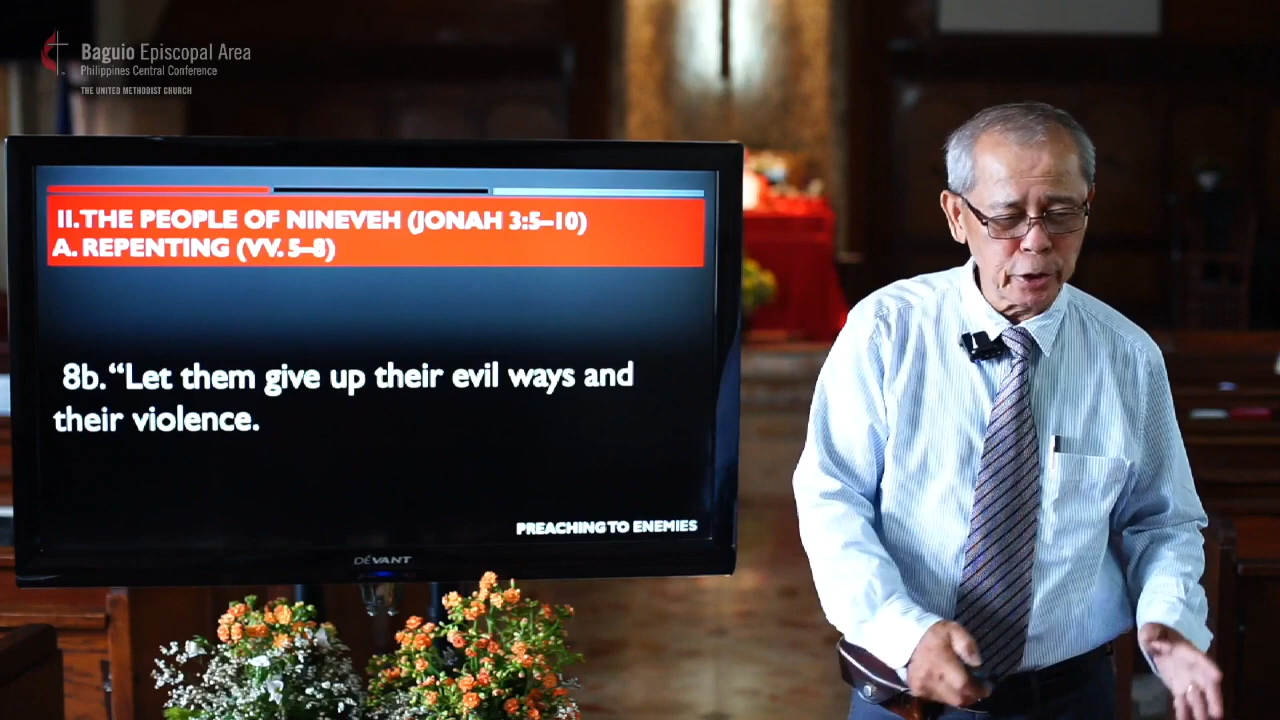 Baguio Episcopal Area
Philippines Central Conference
THE UNITED METHODIST CHURCH
II. THE PEOPLE OF NINEVEH (JONAH 3:5–10)
A. REPENTING (VV. 5–8)
8b. “Let them give up their evil ways and
their violence.
PREACHING TO ENEMIES
DEVANT